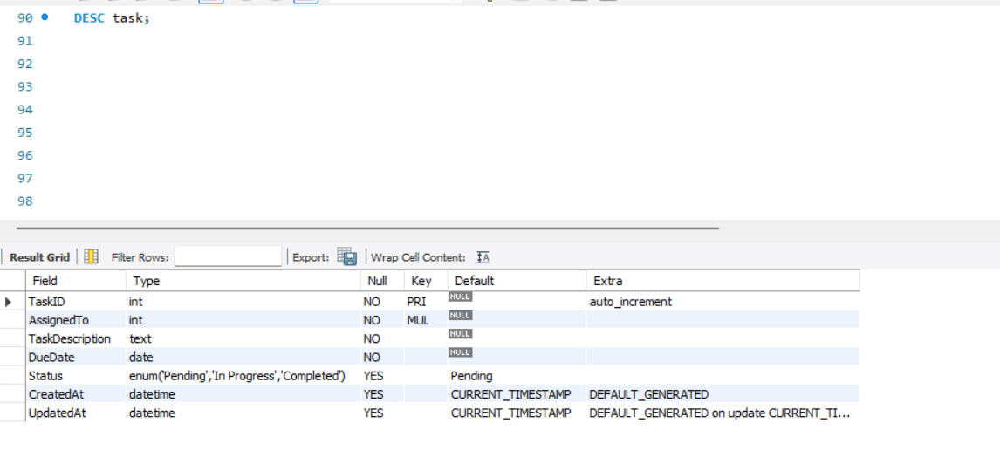 90 DESC task;
91
92
93
94
95
96
97
98
Result Grid Filter Rows: Export: Wrap Cell Content: IA
Field Type Null Key Default Extra
TaskID int NO PRI NULL auto_increment
AssignedTo int NO MUL NULL
TaskDescription text NO NULL
DueDate date NO NULL
Status enum('Pending','In Progress','Completed') YES Pending
CreatedAt datetime YES CURRENT_TIMESTAMP DEFAULT_GENERATED
UpdatedAt datetime YES CURRENT_TIMESTAMP DEFAULT_GENERATED on update CURRENT_TI...